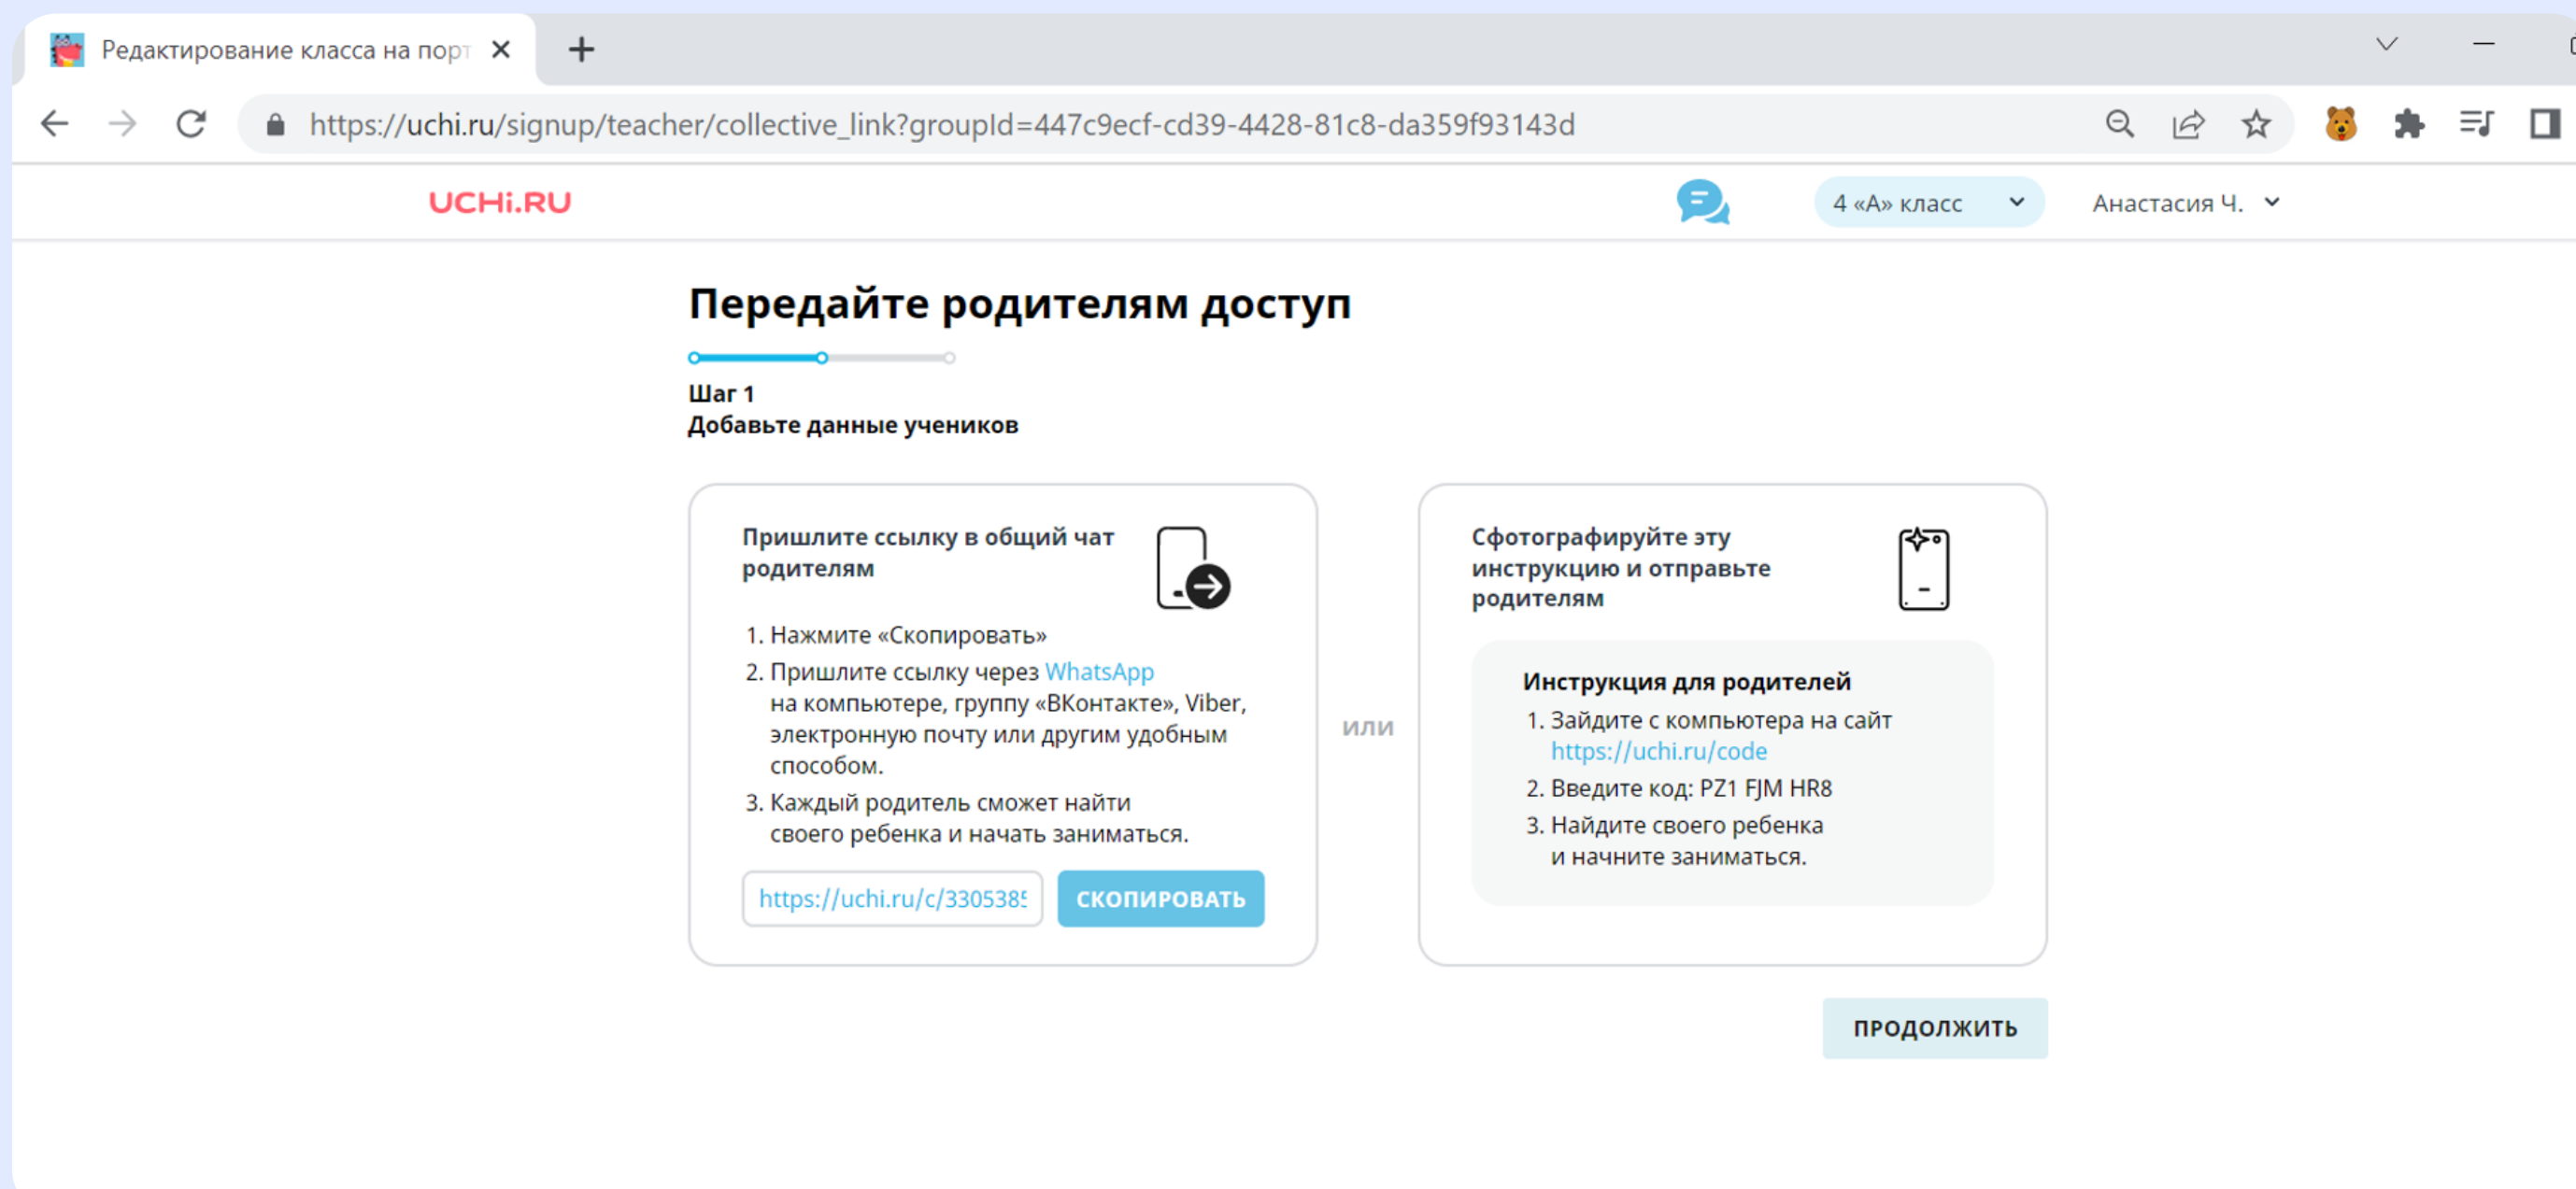 Редактирование класса на порт
https://uchi.ru/signup/teacher/collective_link?groupId=447c9ecf-cd39-4428-81c8-da359f93143d
UCHi.RU
4 «А» класс
Анастасия Ч.
Передайте родителям доступ
Шаг 1
Добавьте данные учеников
Пришлите ссылку в общий чат
родителям
1. Нажмите «Скопировать»
2. Пришлите ссылку через WhatsApp
на компьютере, группу «ВКонтакте», Viber,
электронную почту или другим удобным
способом.
3. Каждый родитель сможет найти
своего ребенка и начать заниматься.
https://uchi.ru/c/3305385
СКОПИРОВАТЬ
или
Сфотографируйте эту
инструкцию и отправьте
родителям
Инструкция для родителей
1. Зайдите с компьютера на сайт
https://uchi.ru/code
2. Введите код: PZ1 FJM HR8
3. Найдите своего ребенка
и начните заниматься.
ПРОДОЛЖИТЬ